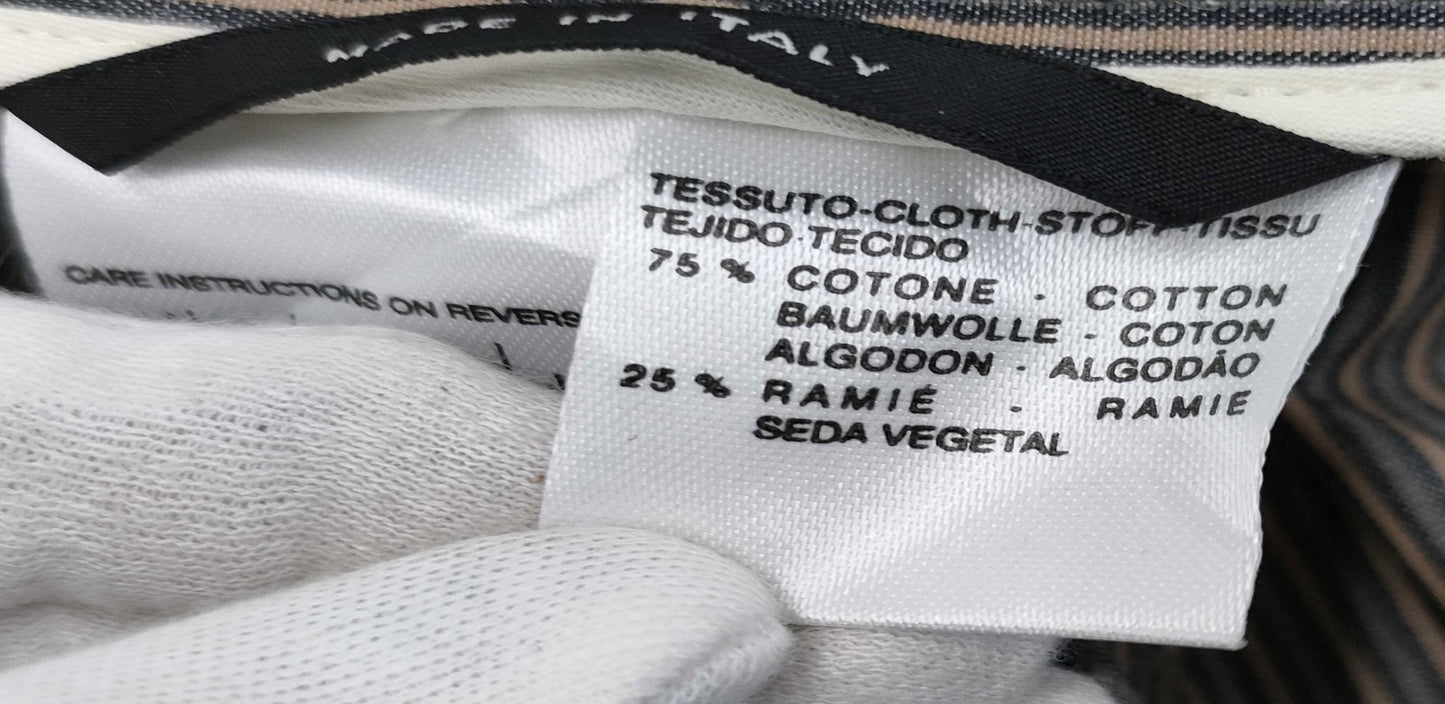 MADE IN ITALY
CARE INSTRUCTIONS ON REVERS
TESSUTO-CLOTH-STOFF-TISSU
TEJIDO-TECIDO
75 % COTONE - COTTON
BAUMWOLLE - COTON
ALGODON - ALGODÃO
25 % RAMIÉ - RAMIE
SEDA VEGETAL